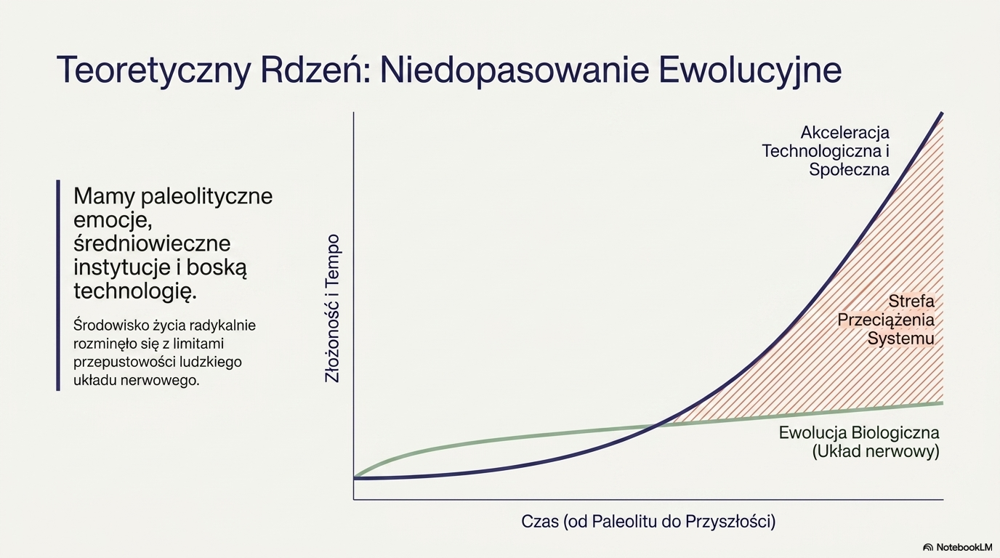 Teoretyczny Rdzeń: Niedopasowanie Ewolucyjne
Mamy paleolityczne
emocje,
średniowieczne
instytucje i boską
technologię.
Środowisko życia radykalnie
rozminęło się z limitami
przepustowości ludzkiego
układu nerwowego.
Złożoność i Tempo
Akceleracja
Technologiczna i
Społeczna
Strefa
Przeciążenia
Systemu
Ewolucja Biologiczna
(Układ nerwowy)
Czas (od Paleolitu do Przyszłości)
NotebookLM